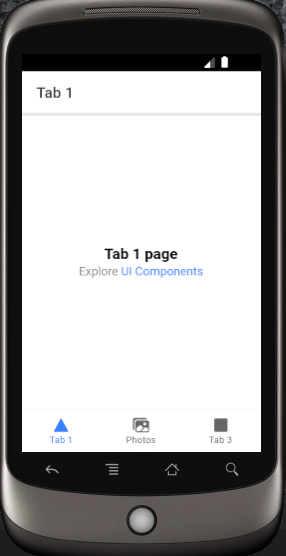 Tab 1
Tab 1 page
Explore UI Components
Tab 1
Photos
Tab 3